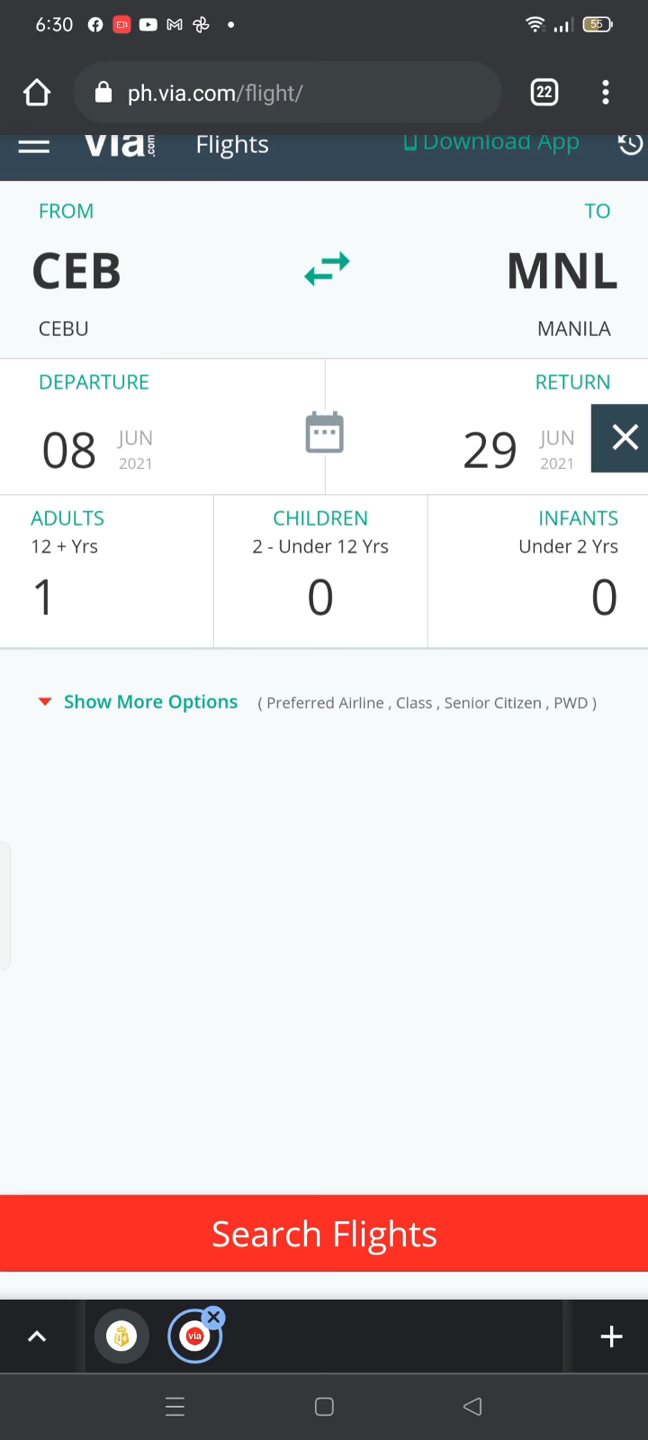 6:30
55
ph.via.com/flight/
22
via.com Flights Download App
FROM TO
CEB MNL
CEBU MANILA
DEPARTURE RETURN
08 JUN 2021 29 JUN 2021
ADULTS CHILDREN INFANTS
12 + Yrs 2 - Under 12 Yrs Under 2 Yrs
1 0 0
Show More Options ( Preferred Airline , Class , Senior Citizen , PWD )
Search Flights
via